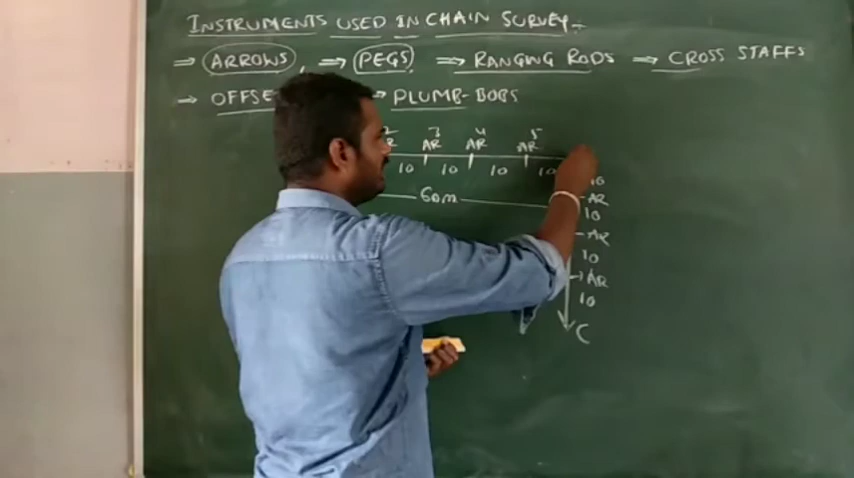 INSTRUMENTS USED IN CHAIN SURVEY :-
⇒ ARROWS, ⇒ PEGS ⇒ RANGING RODS ⇒ CROSS STAFFS
⇒ OFFSE ⇒ PLUMB-BOBS
3 4 5
AR AR AR AR
10 10 10 10 10
60m AR
10
AR
10
AR
10
C